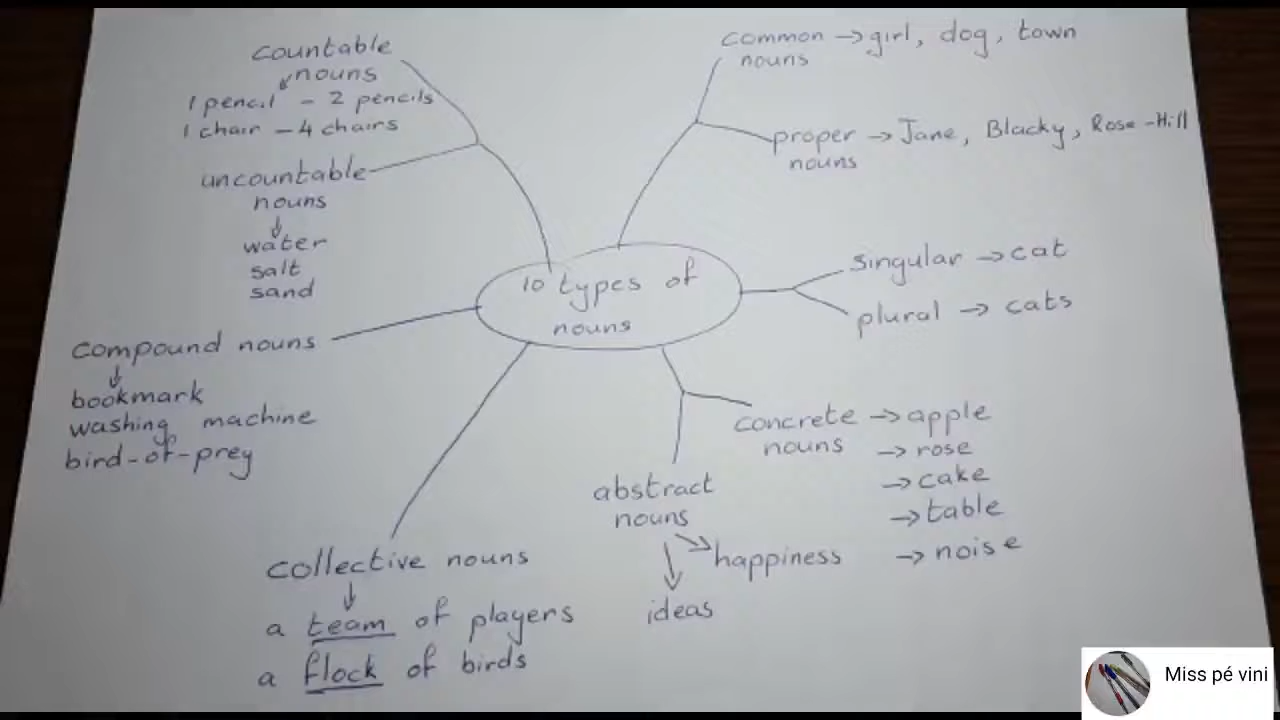 countable
nouns
1 pencil - 2 pencils
1 chair - 4 chairs
uncountable
nouns
water
salt
sand
compound nouns
bookmark
washing machine
bird-of-prey
collective nouns
a team of players
a flock of birds
10 types of
nouns
common → girl, dog, town
nouns
proper → Jane, Blacky, Rose-Hill
nouns
singular → cat
plural → cats
concrete → apple
nouns → rose
→ cake
→ table
→ noise
abstract
nouns
happiness
ideas
Miss pé vini